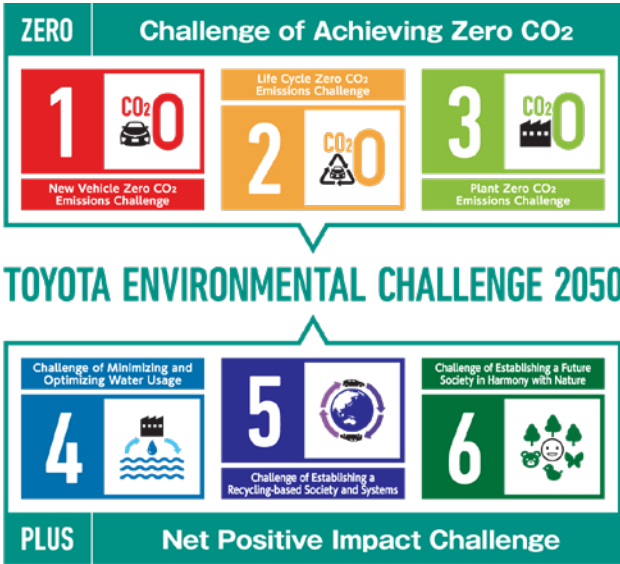 ZERO
Challenge of Achieving Zero CO₂
1
CO₂ 0
New Vehicle Zero CO₂
Emissions Challenge
Life Cycle Zero CO₂
Emissions Challenge
2
CO₂ 0
3
CO₂ 0
Plant Zero CO₂
Emissions Challenge
TOYOTA ENVIRONMENTAL CHALLENGE 2050
Challenge of Minimizing and
Optimizing Water Usage
4
5
Challenge of Establishing a
Recycling-based Society and Systems
Challenge of Establishing a Future
Society in Harmony with Nature
6
PLUS
Net Positive Impact Challenge